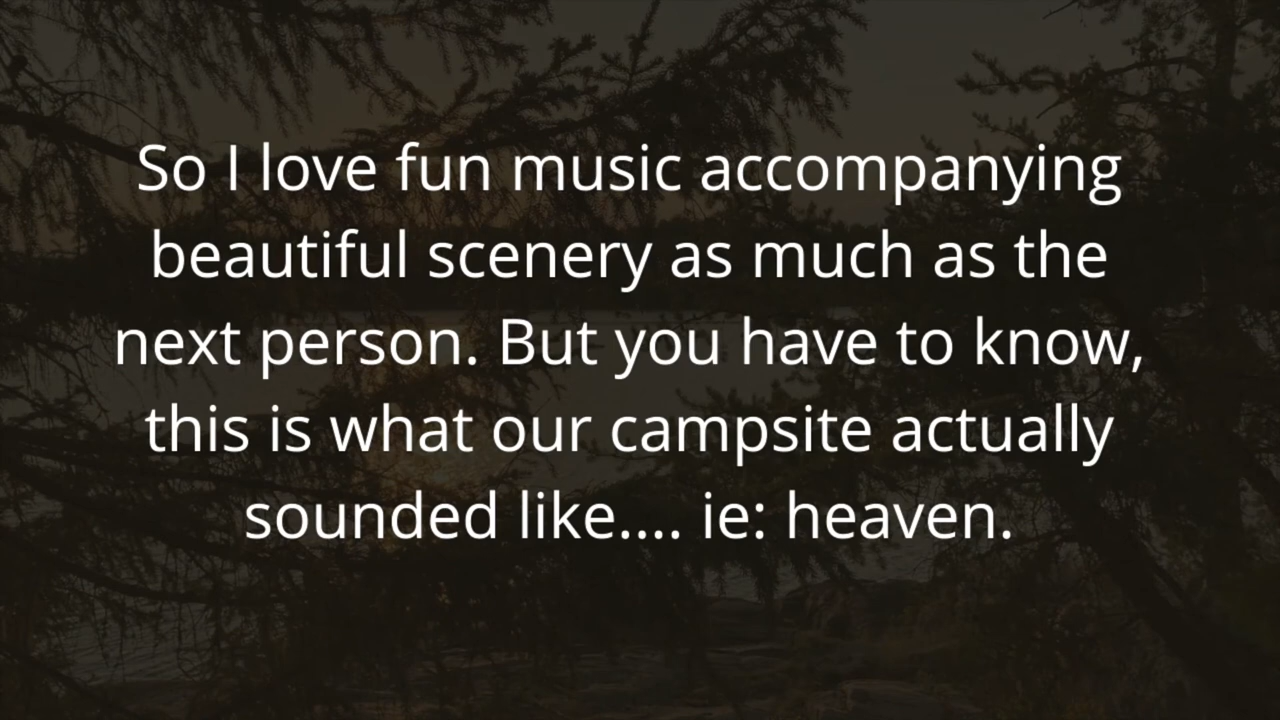 So I love fun music accompanying
beautiful scenery as much as the
next person. But you have to know,
this is what our campsite actually
sounded like.... ie: heaven.